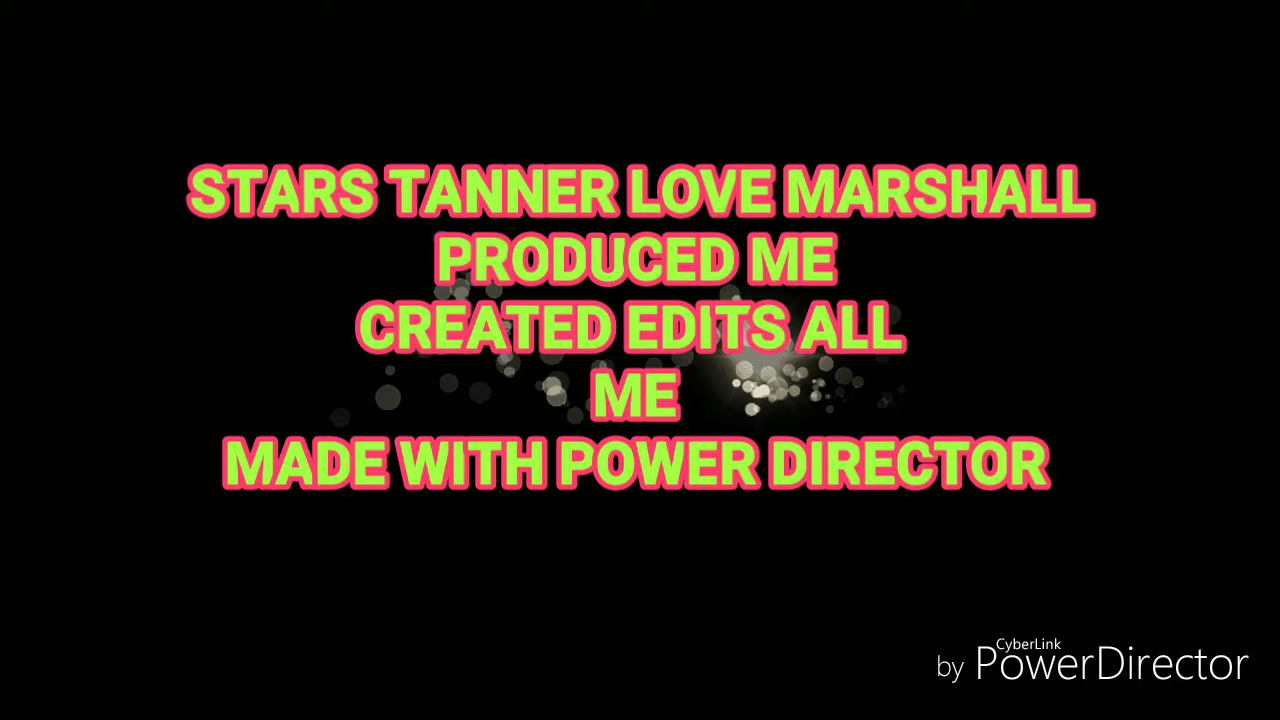 STARS TANNER LOVE MARSHALL
PRODUCED ME
CREATED EDITS ALL
ME
MADE WITH POWER DIRECTOR
CyberLink
by PowerDirector